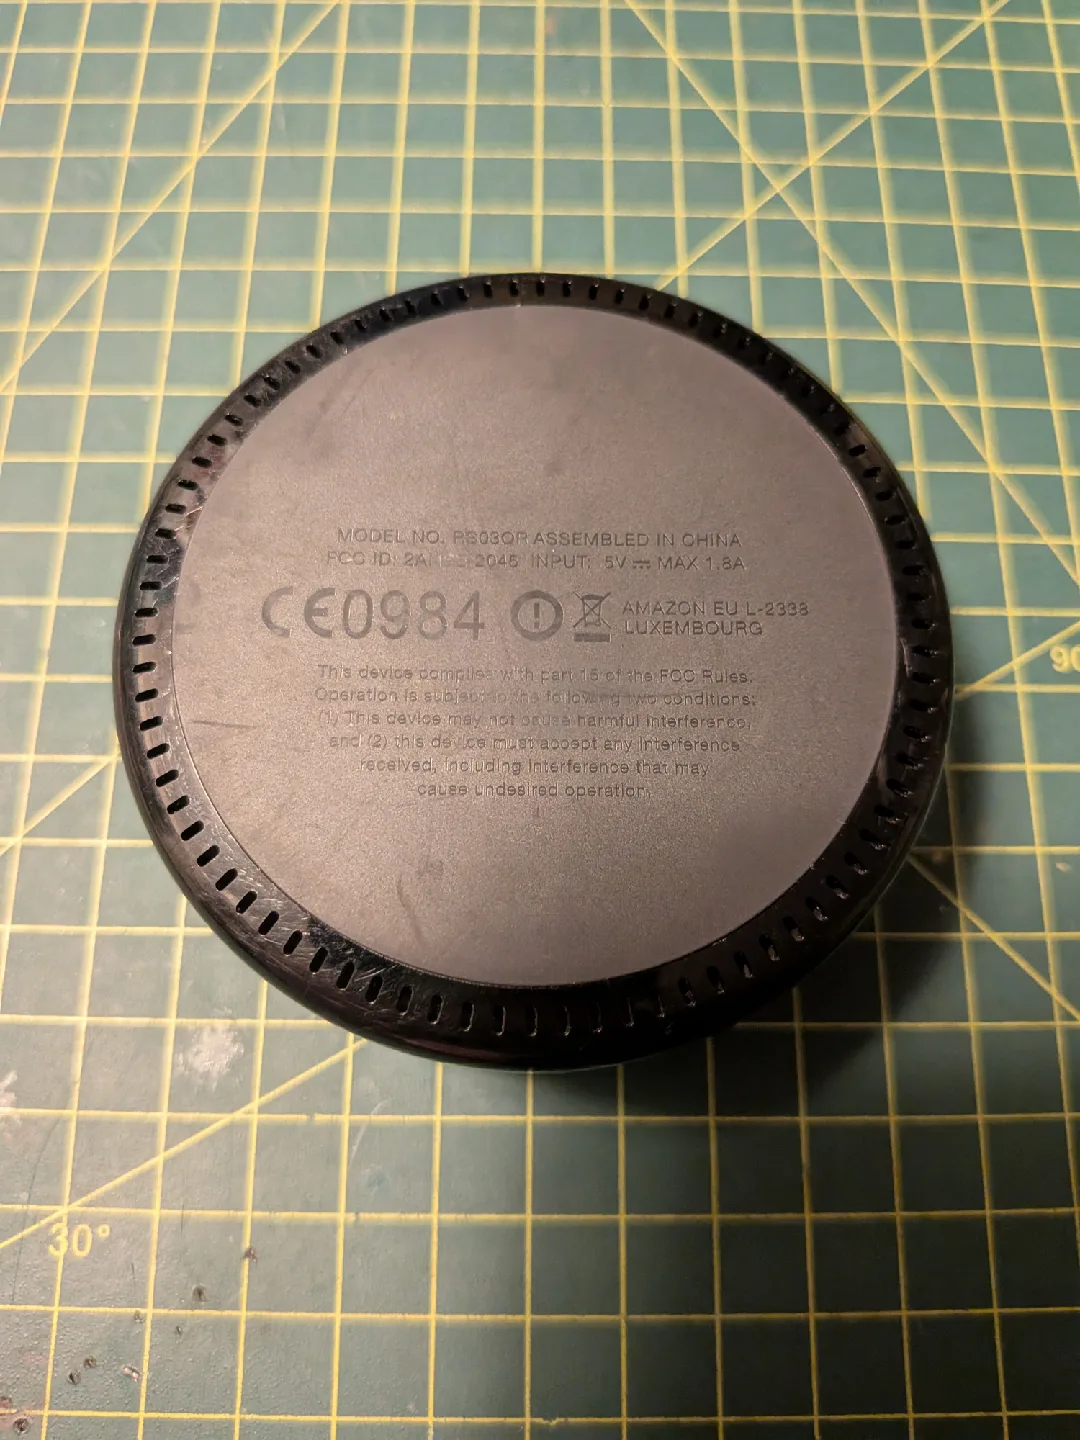 MODEL NO. RS03QR ASSEMBLED IN CHINA
FCC ID: 2045 INPUT: 5V ⎓ MAX 1.8A
CE0984 AMAZON EU L-2338
LUXEMBOURG
This device complies with part 15 of the FCC Rules.
Operation is subject to the following two conditions:
(1) This device may not cause harmful interference,
and (2) this device must accept any interference
received, including interference that may
cause undesired operation.
90
30°